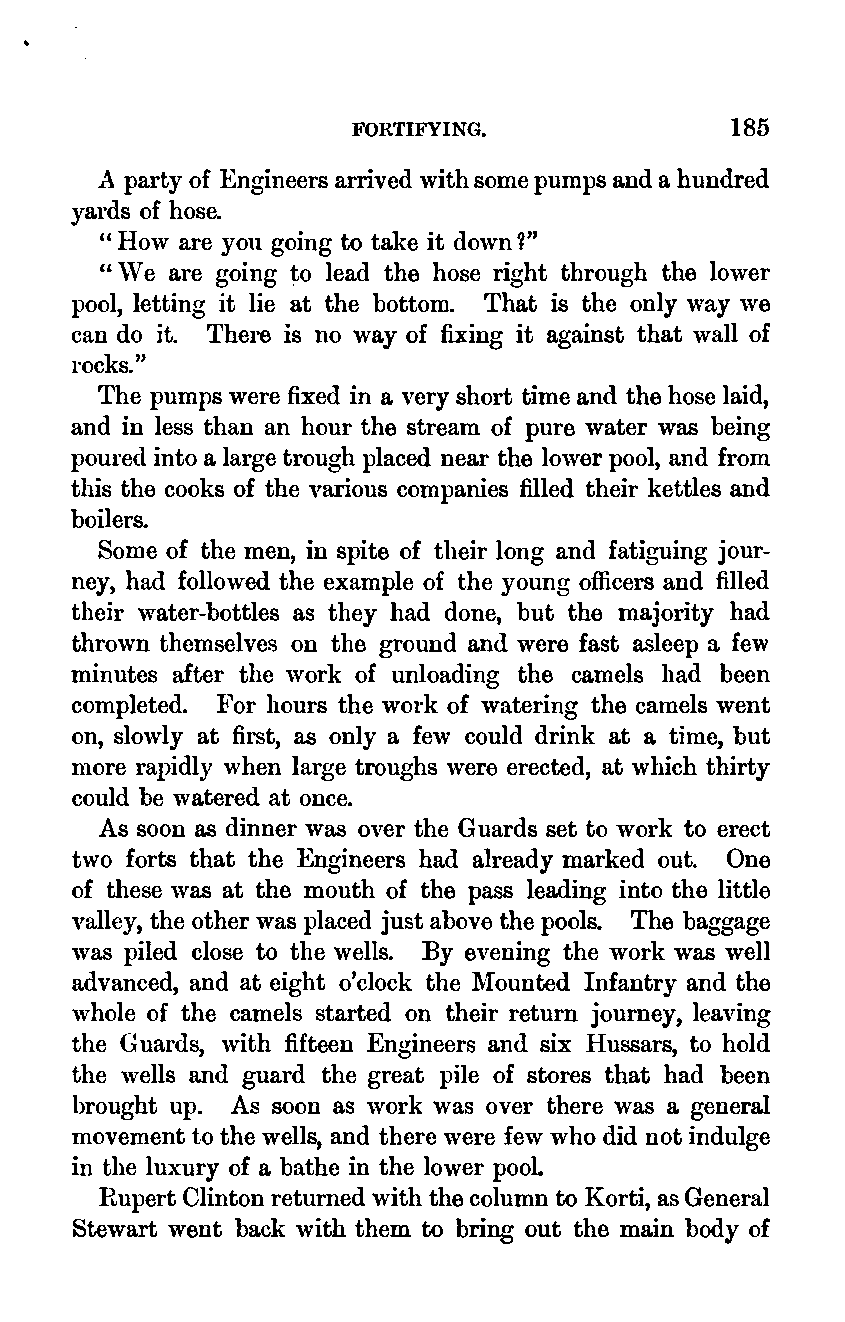 FORTIFYING. 185
A party of Engineers arrived with some pumps and a hundred
yards of hose.
"How are you going to take it down?"
"We are going to lead the hose right through the lower
pool, letting it lie at the bottom. That is the only way we
can do it. There is no way of fixing it against that wall of
rocks."
The pumps were fixed in a very short time and the hose laid,
and in less than an hour the stream of pure water was being
poured into a large trough placed near the lower pool, and from
this the cooks of the various companies filled their kettles and
boilers.
Some of the men, in spite of their long and fatiguing jour-
ney, had followed the example of the young officers and filled
their water-bottles as they had done, but the majority had
thrown themselves on the ground and were fast asleep a few
minutes after the work of unloading the camels had been
completed. For hours the work of watering the camels went
on, slowly at first, as only a few could drink at a time, but
more rapidly when large troughs were erected, at which thirty
could be watered at once.
As soon as dinner was over the Guards set to work to erect
two forts that the Engineers had already marked out. One
of these was at the mouth of the pass leading into the little
valley, the other was placed just above the pools. The baggage
was piled close to the wells. By evening the work was well
advanced, and at eight o'clock the Mounted Infantry and the
whole of the camels started on their return journey, leaving
the Guards, with fifteen Engineers and six Hussars, to hold
the wells and guard the great pile of stores that had been
brought up. As soon as work was over there was a general
movement to the wells, and there were few who did not indulge
in the luxury of a bathe in the lower pool.
Rupert Clinton returned with the column to Korti, as General
Stewart went back with them to bring out the main body of